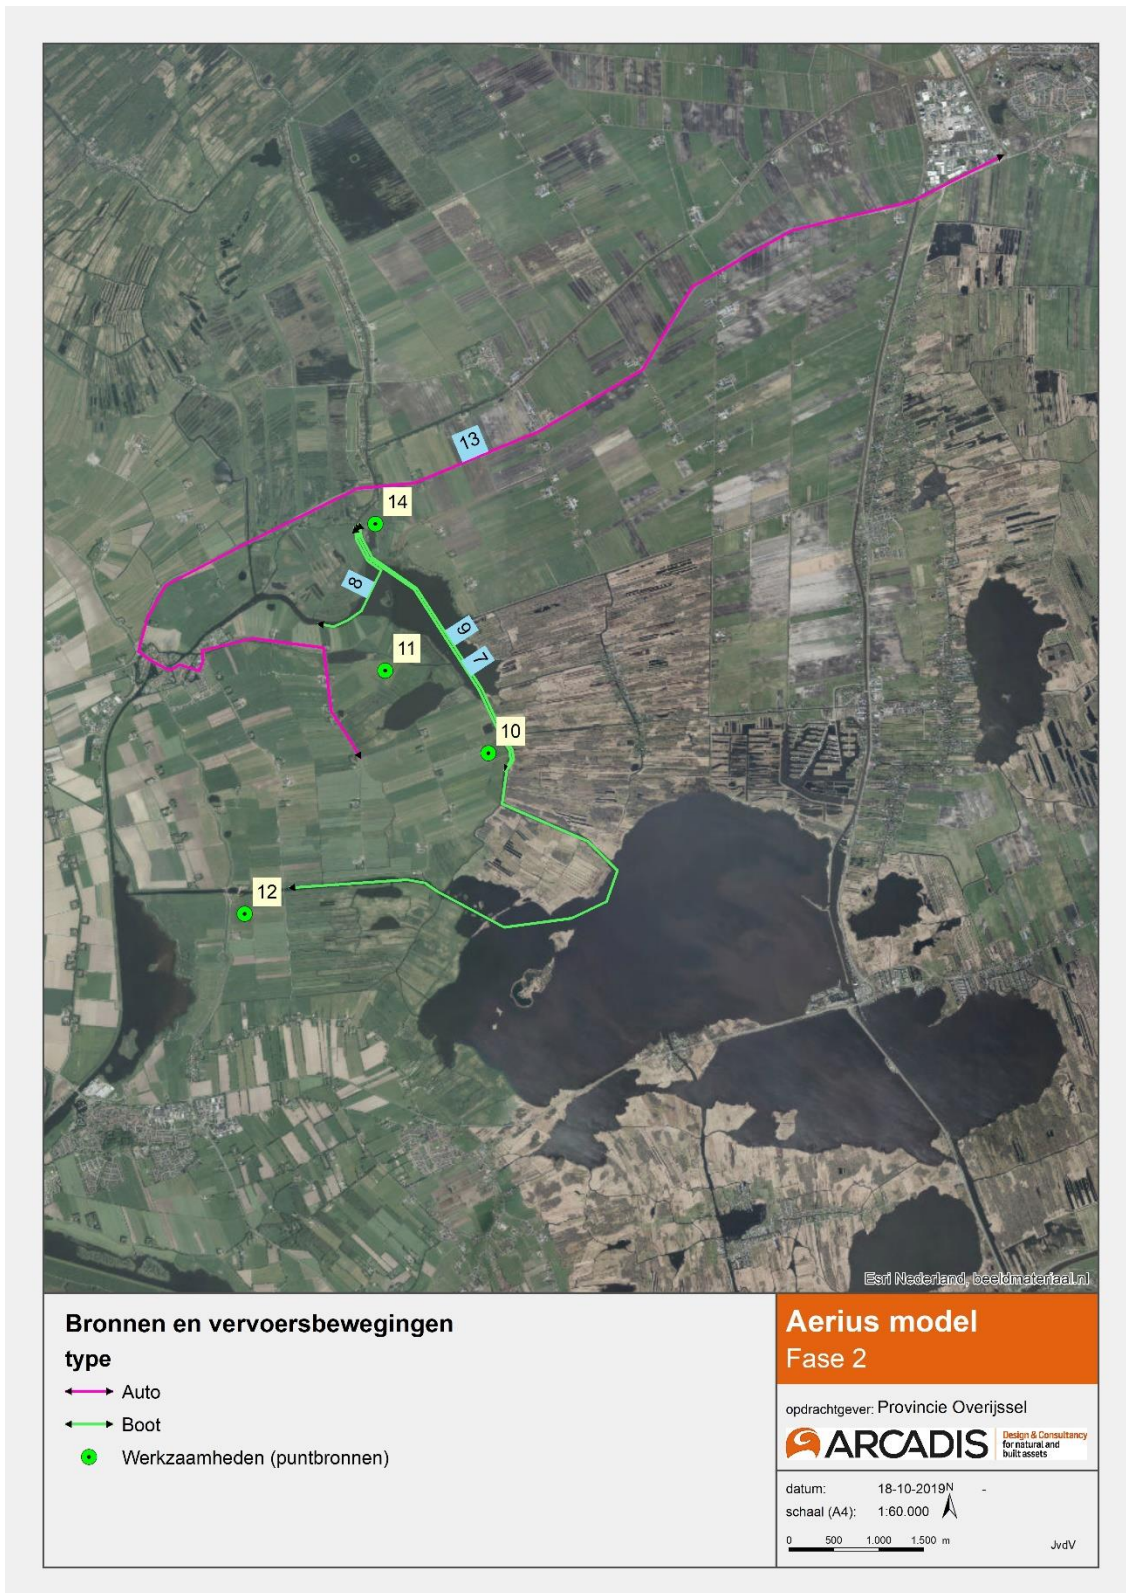 13
14
8
9
7
11
10
12
Esri Nederland, beeldmateriaal.nl
Bronnen en vervoersbewegingen
type
Auto
Boot
Werkzaamheden (puntbronnen)
Aerius model
Fase 2
opdrachtgever: Provincie Overijssel
ARCADIS
Design & Consultancy
for natural and
built assets
datum: 18-10-2019 N -
schaal (A4): 1:60.000
0 500 1.000 1.500 m
JvdV